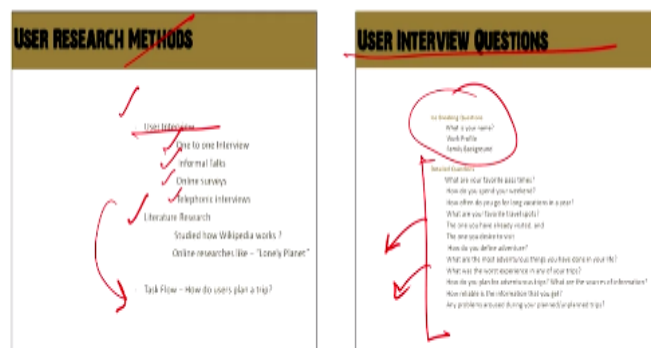 USER RESEARCH METHODS
User Interview
One to one Interview
Informal Talks
Online surveys
Telephonic interviews
Literature Research
Studied how Wikipedia works ?
Online researches like – "Lonely Planet"
Task Flow – How do users plan a trip?
USER INTERVIEW QUESTIONS
Ice Breaking Questions
What is your name?
Work Profile
Family Background
Detailed Questions
What are your favorite pass times?
How do you spend your weekend?
How often do you go for long vacations in a year?
What are your favorite travel spots?
The one you have already visited, and
The one you desire to visit
How do you define adventure?
What are the most adventurous things you have done in your life?
What was the worst experience in any of your trips?
How do you plan for adventurous trips? What are the sources of information?
How reliable is the information that you get?
Any problems aroused during your planned/unplanned trips?